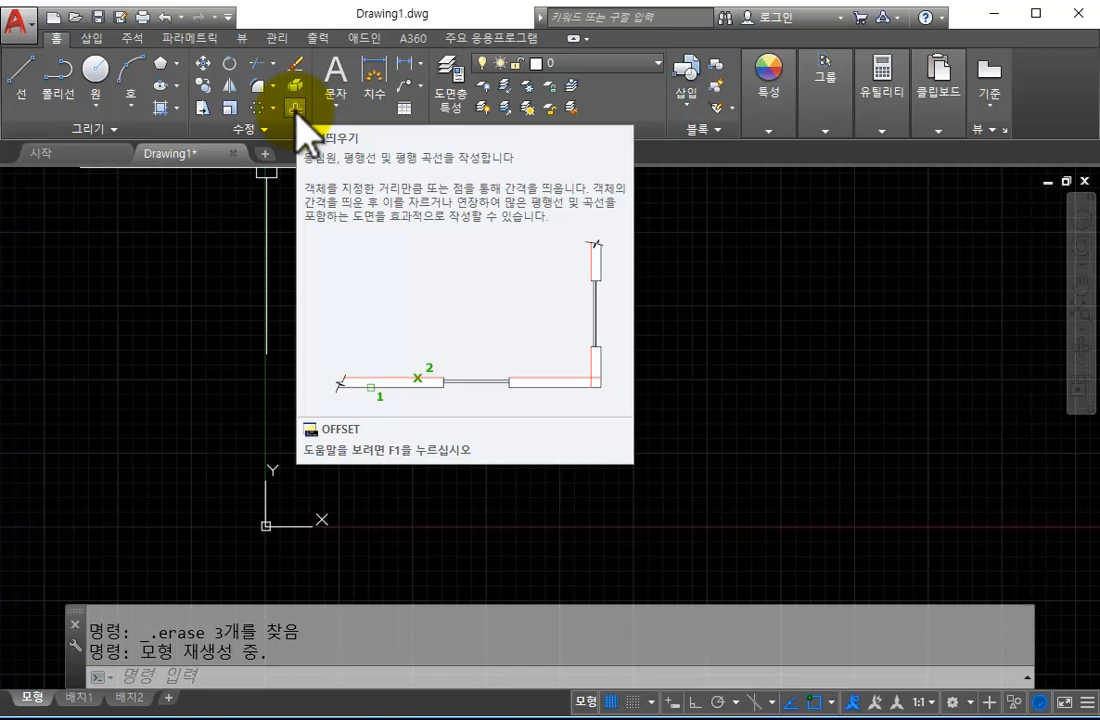 Drawing1.dwg
키워드 또는 구절 입력
로그인
홈 삽입 주석 파라메트릭 뷰 관리 출력 애드인 A360 주요 응용프로그램
0
선 폴리선 원 호
문자 치수
도면층
특성
삽입 특성 그룹 유틸리티 클립보드 기준
그리기 수정 블록 뷰
시작 Drawing1*
띄우기
동심원, 평행선 및 평행 곡선을 작성합니다
객체를 지정한 거리만큼 또는 점을 통해 간격을 띄웁니다. 객체의
간격을 띄운 후 이를 자르거나 연장하여 많은 평행선 및 곡선을
포함하는 도면을 효과적으로 작성할 수 있습니다.
2
1
OFFSET
도움말을 보려면 F1을 누르십시오
Y
X
명령: _.erase 3개를 찾음
명령: 모형 재생성 중.
명령 입력
모형 배치1 배치2
모형 1:1